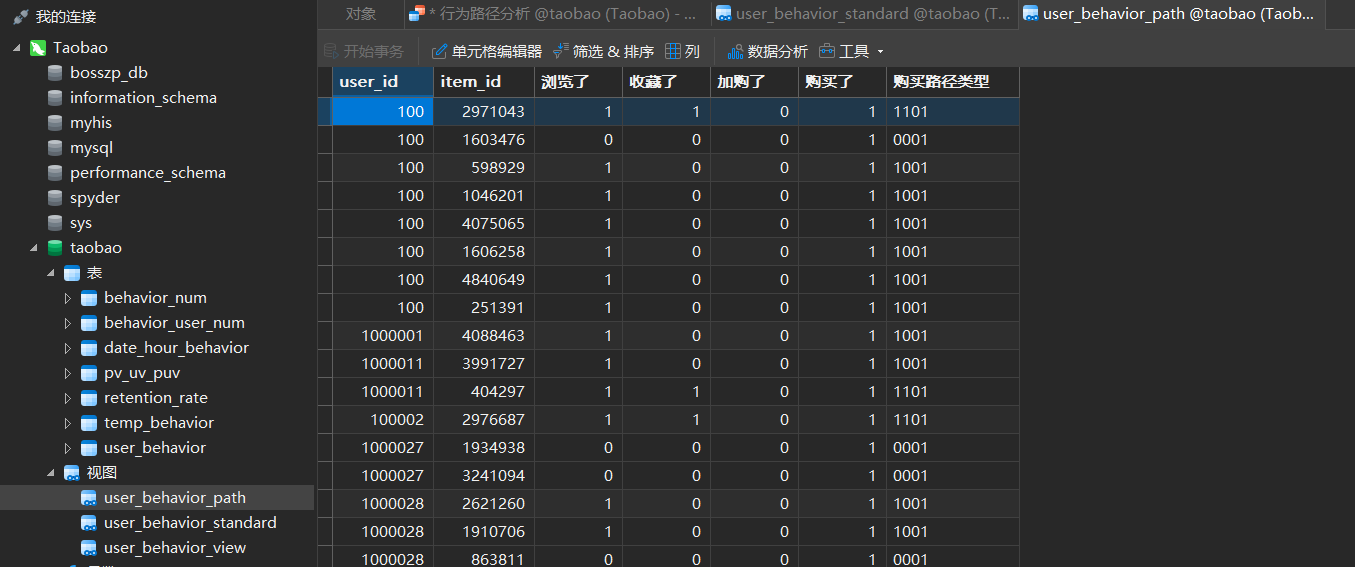 我的连接
Taobao
bosszp_db
information_schema
myhis
mysql
performance_schema
spyder
sys
taobao
表
behavior_num
behavior_user_num
date_hour_behavior
pv_uv_puv
retention_rate
temp_behavior
user_behavior
视图
user_behavior_path
user_behavior_standard
user_behavior_view
对象
* 行为路径分析 @taobao (Taobao) - ...
user_behavior_standard @taobao (T...
user_behavior_path @taobao (Taob...
开始事务 单元格编辑器 筛选 & 排序 列 数据分析 工具
user_id item_id 浏览了 收藏了 加购了 购买了 购买路径类型
100 2971043 1 1 0 1 1101
100 1603476 0 0 0 1 0001
100 598929 1 0 0 1 1001
100 1046201 1 0 0 1 1001
100 4075065 1 0 0 1 1001
100 1606258 1 0 0 1 1001
100 4840649 1 0 0 1 1001
100 251391 1 0 0 1 1001
1000001 4088463 1 0 0 1 1001
1000011 3991727 1 0 0 1 1001
1000011 404297 1 1 0 1 1101
100002 2976687 1 1 0 1 1101
1000027 1934938 0 0 0 1 0001
1000027 3241094 0 0 0 1 0001
1000028 2621260 1 0 0 1 1001
1000028 1910706 1 0 0 1 1001
1000028 863811 0 0 0 1 0001